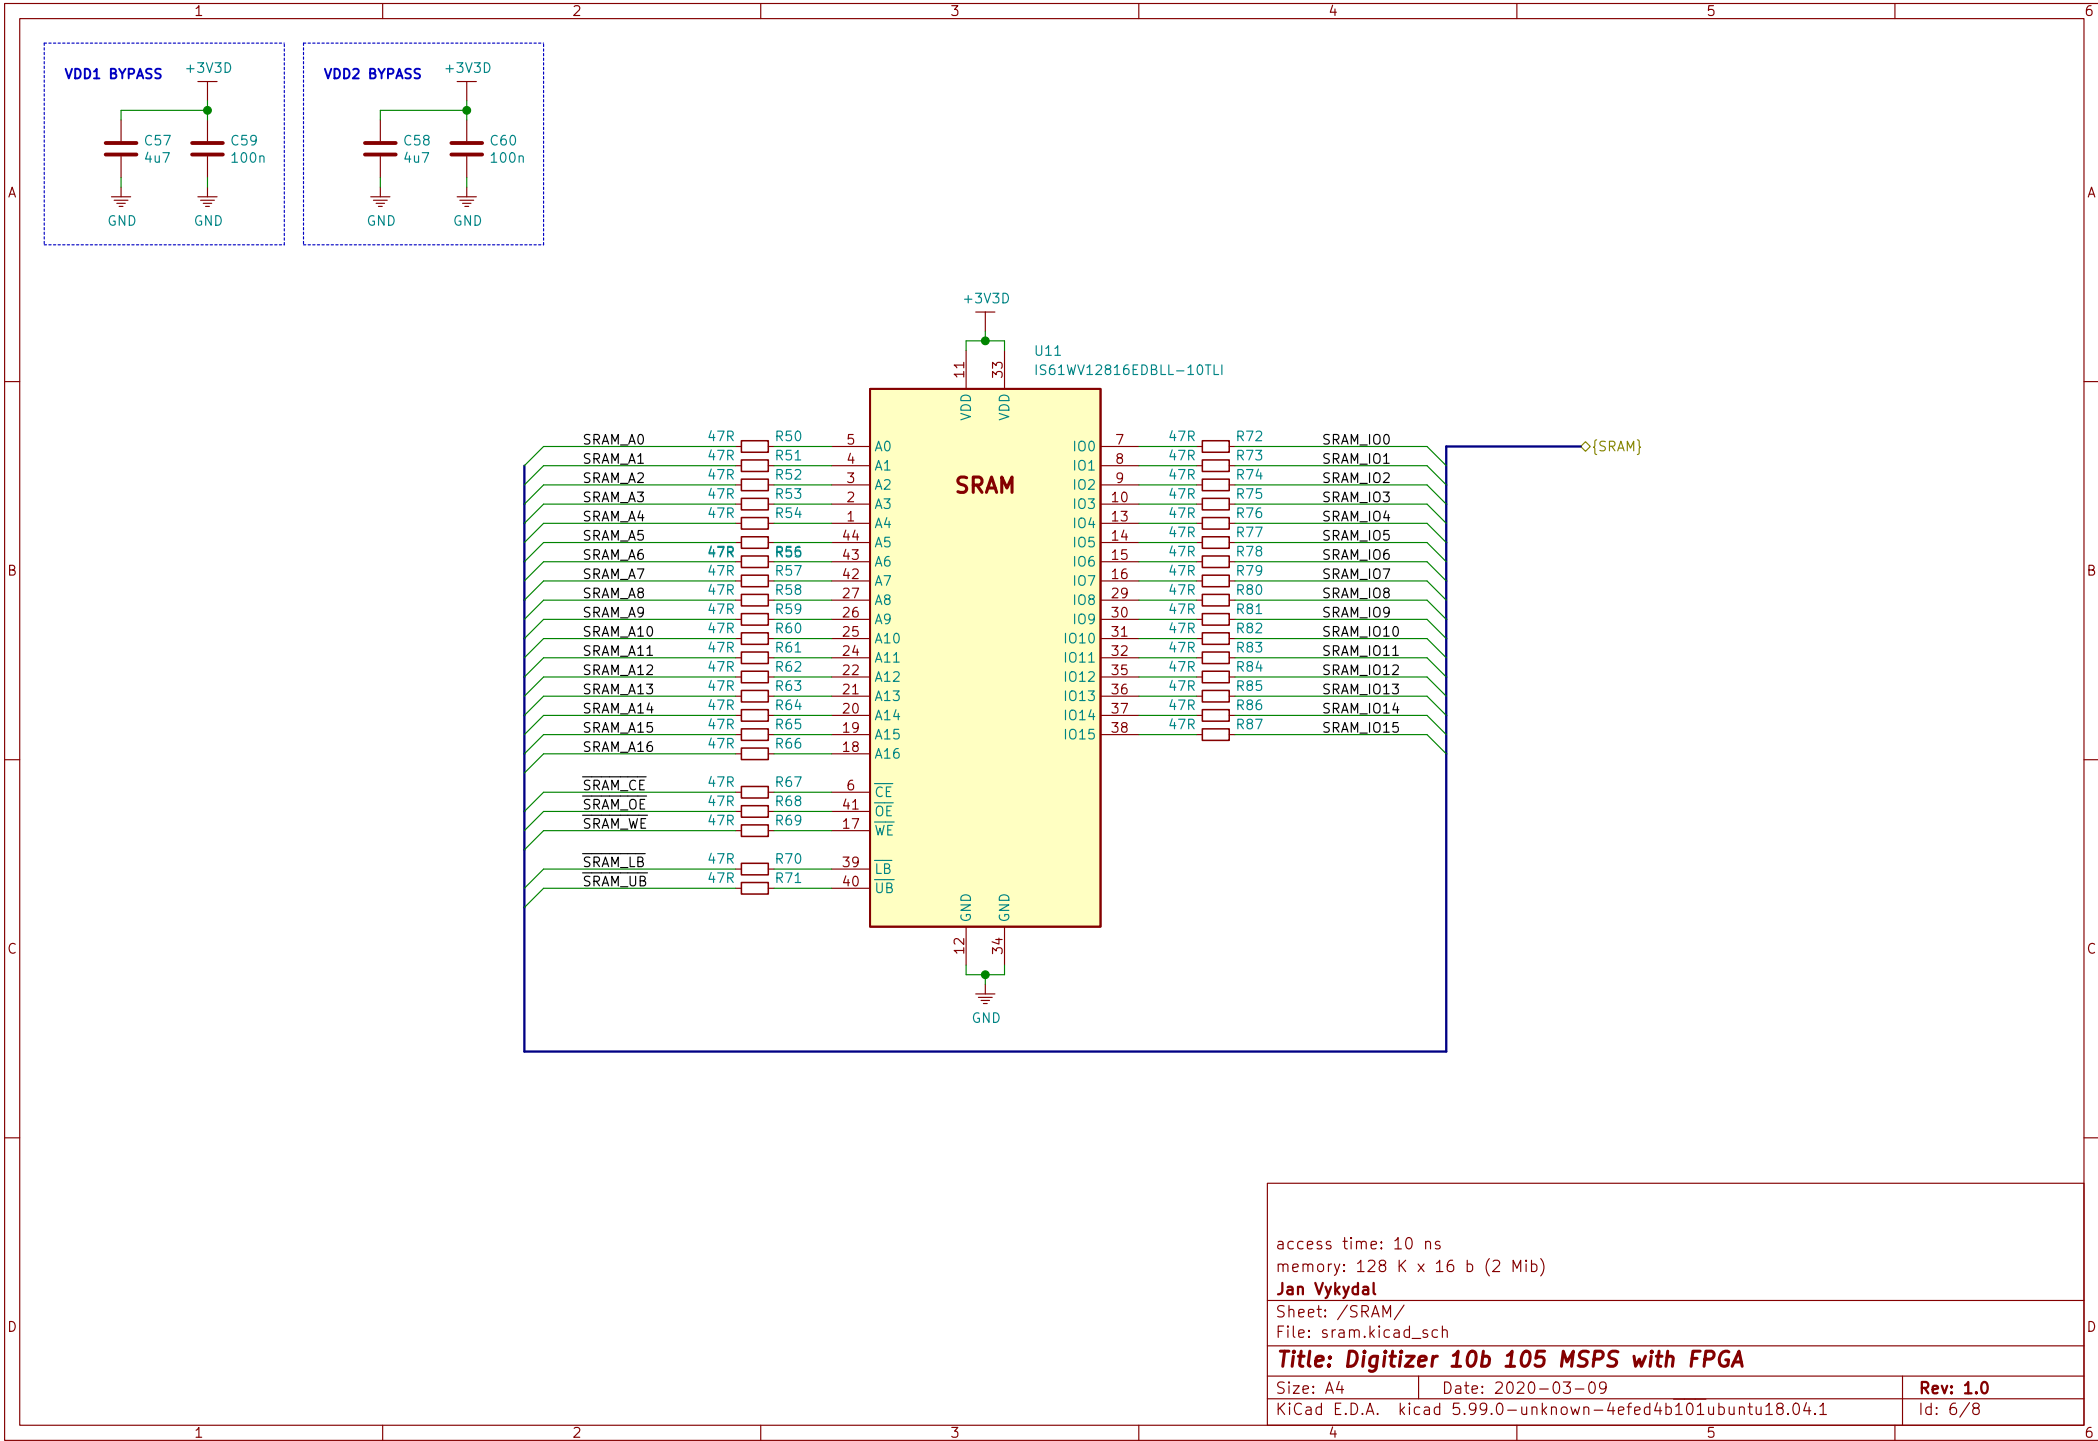 1 2 3 4 5 6
VDD1 BYPASS +3V3D
C57 4u7
C59 100n
GND GND
VDD2 BYPASS +3V3D
C58 4u7
C60 100n
GND GND
A A
+3V3D
U11
IS61WV12816EDBLL-10TLI
11 33
VDD VDD
SRAM
SRAM_A0 47R R50 5 A0 IO0 7 47R R72 SRAM_IO0 {SRAM}
SRAM_A1 47R R51 4 A1 IO1 8 47R R73 SRAM_IO1
SRAM_A2 47R R52 3 A2 IO2 9 47R R74 SRAM_IO2
SRAM_A3 47R R53 2 A3 IO3 10 47R R75 SRAM_IO3
SRAM_A4 47R R54 1 A4 IO4 13 47R R76 SRAM_IO4
SRAM_A5 44 A5 IO5 14 47R R77 SRAM_IO5
SRAM_A6 47R R56 43 A6 IO6 15 47R R78 SRAM_IO6
B B
SRAM_A7 47R R57 42 A7 IO7 16 47R R79 SRAM_IO7
SRAM_A8 47R R58 27 A8 IO8 29 47R R80 SRAM_IO8
SRAM_A9 47R R59 26 A9 IO9 30 47R R81 SRAM_IO9
SRAM_A10 47R R60 25 A10 IO10 31 47R R82 SRAM_IO10
SRAM_A11 47R R61 24 A11 IO11 32 47R R83 SRAM_IO11
SRAM_A12 47R R62 22 A12 IO12 35 47R R84 SRAM_IO12
SRAM_A13 47R R63 21 A13 IO13 36 47R R85 SRAM_IO13
SRAM_A14 47R R64 20 A14 IO14 37 47R R86 SRAM_IO14
SRAM_A15 47R R65 19 A15 IO15 38 47R R87 SRAM_IO15
SRAM_A16 47R R66 18 A16
SRAM_CE 47R R67 6 CE
SRAM_OE 47R R68 41 OE
SRAM_WE 47R R69 17 WE
SRAM_LB 47R R70 39 LB
SRAM_UB 47R R71 40 UB
GND GND
12 34
GND
C C
access time: 10 ns
memory: 128 K x 16 b (2 Mib)
Jan Vykydal
Sheet: /SRAM/
File: sram.kicad_sch
Title: Digitizer 10b 105 MSPS with FPGA
Size: A4 Date: 2020-03-09 Rev: 1.0
KiCad E.D.A. kicad 5.99.0-unknown-4efed4b101ubuntu18.04.1 Id: 6/8
D D
1 2 3 4 5 6